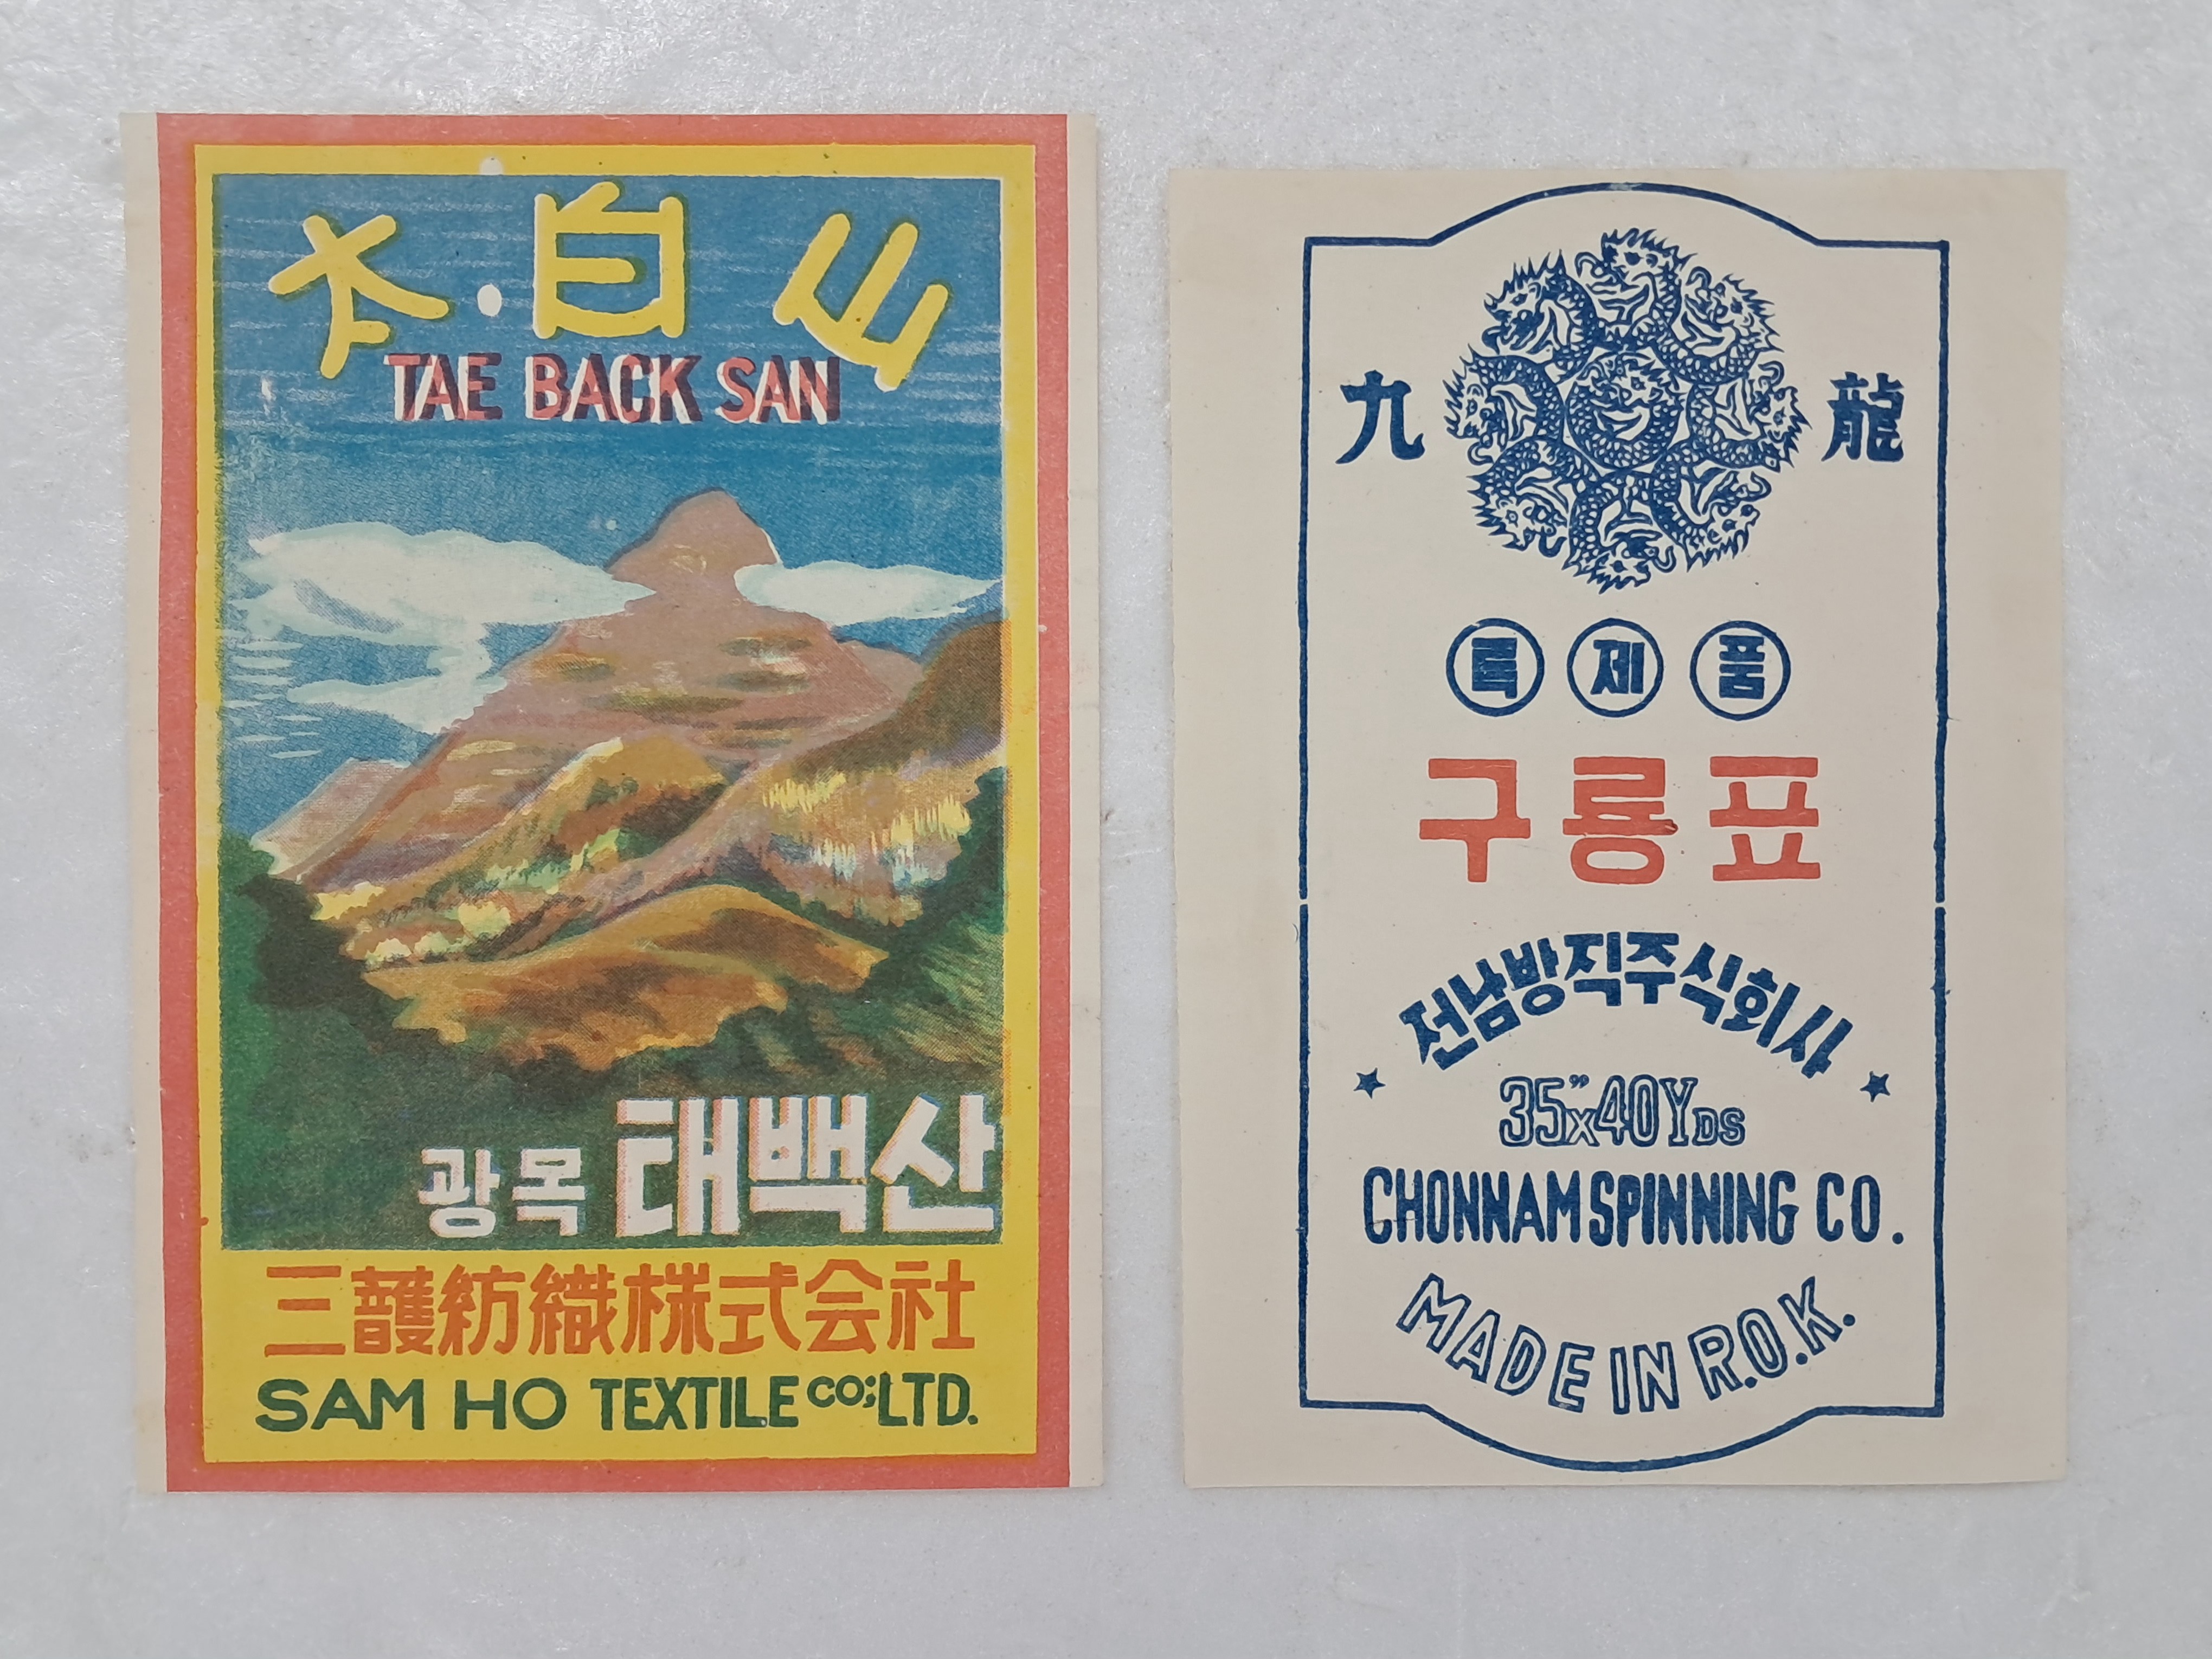 太白山
TAE BACK SAN
광목 태백산
三護紡織株式会社
SAM HO TEXTILE CO;LTD.
九 龍
특제품
구룡표
전남방직주식회사
35"x40YDS
CHONNAM SPINNING CO.
MADE IN R.O.K.